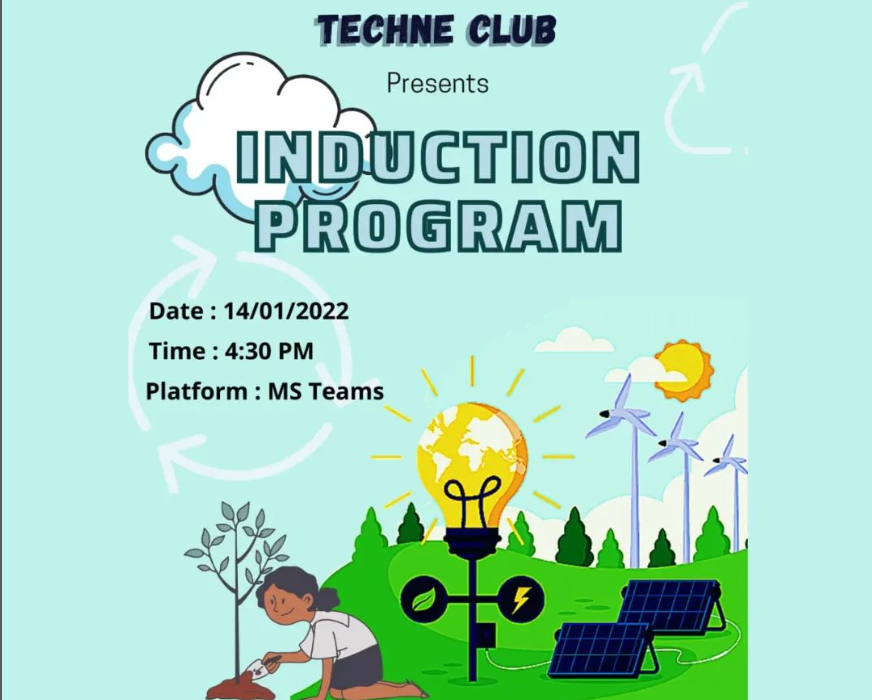 TECHNE CLUB
Presents
INDUCTION
PROGRAM
Date : 14/01/2022
Time : 4:30 PM
Platform : MS Teams